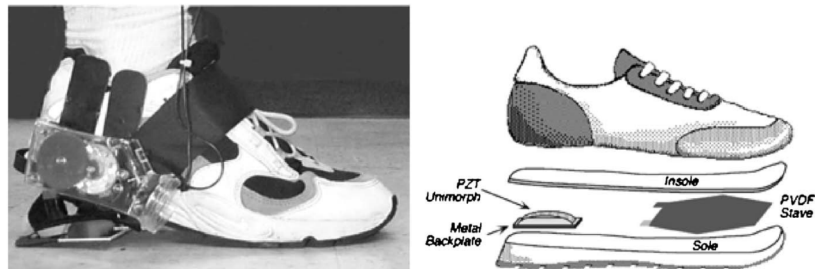 Insole
PZT
Unimorph
PVDF
Stave
Metal
Backplate
Sole